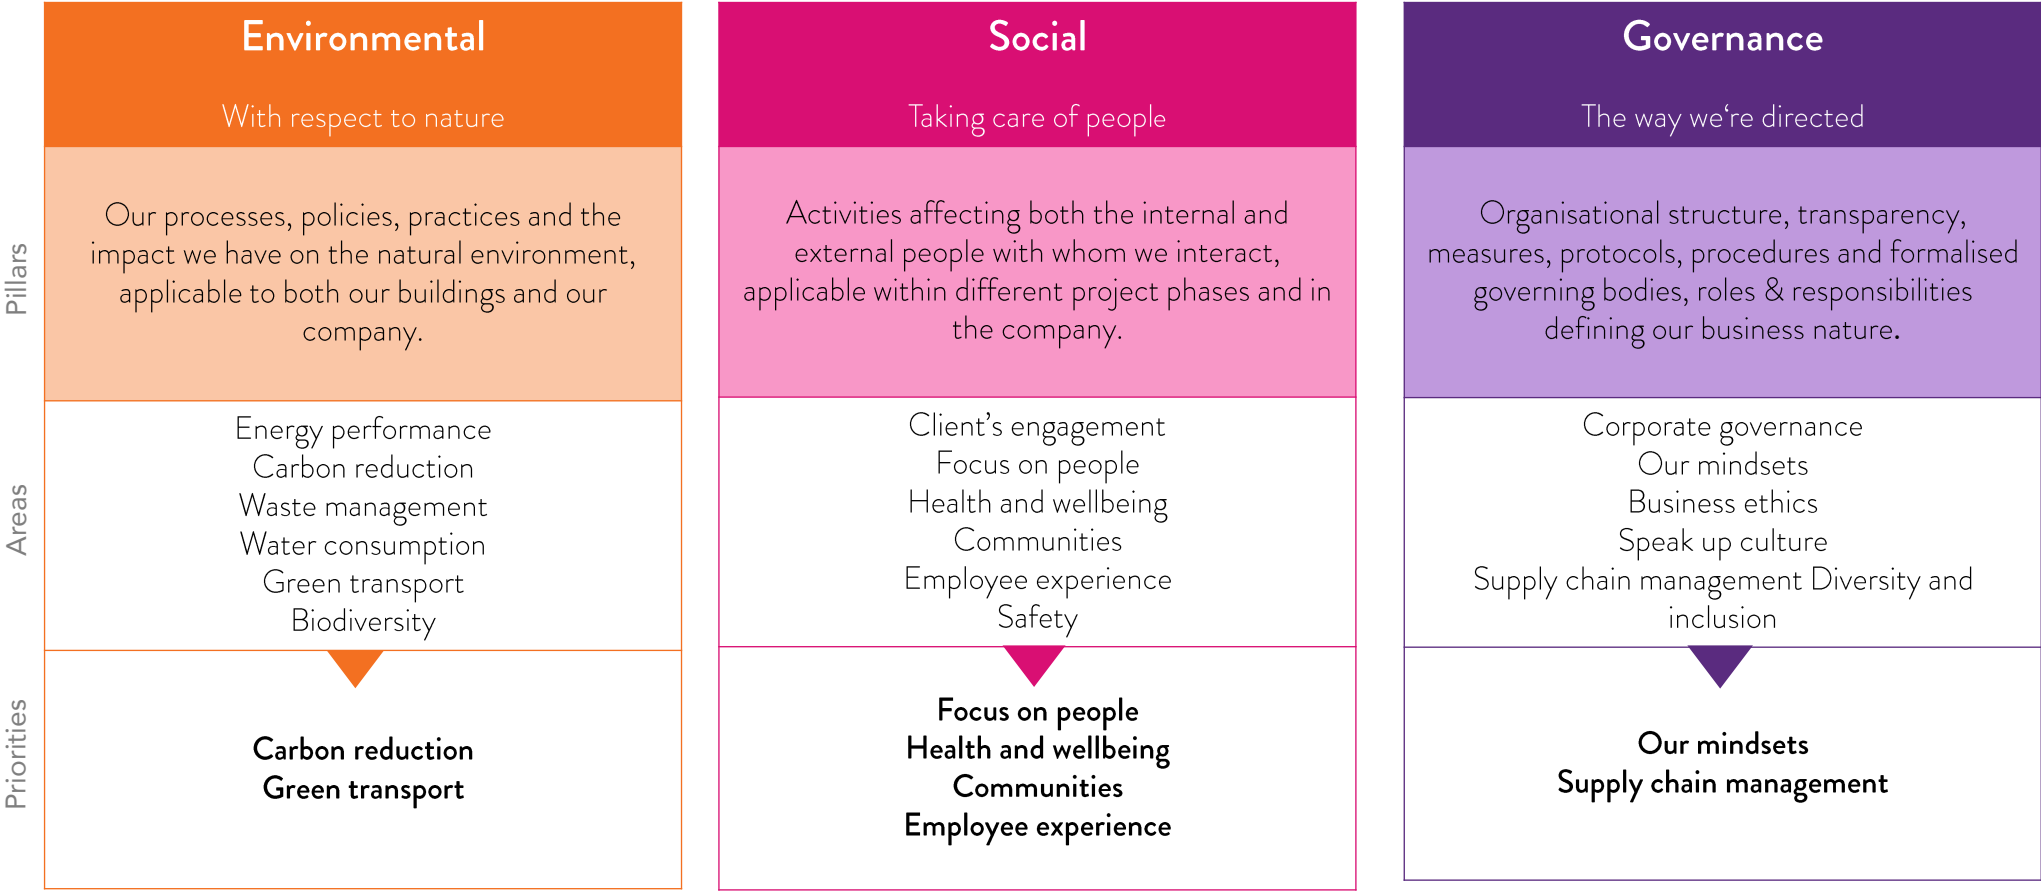 Environmental
With respect to nature
Social
Taking care of people
Governance
The way we‘re directed
Pillars
Our processes, policies, practices and the
impact we have on the natural environment,
applicable to both our buildings and our
company.
Activities affecting both the internal and
external people with whom we interact,
applicable within different project phases and in
the company.
Organisational structure, transparency,
measures, protocols, procedures and formalised
governing bodies, roles & responsibilities
defining our business nature.
Areas
Energy performance
Carbon reduction
Waste management
Water consumption
Green transport
Biodiversity
Client’s engagement
Focus on people
Health and wellbeing
Communities
Employee experience
Safety
Corporate governance
Our mindsets
Business ethics
Speak up culture
Supply chain management Diversity and
inclusion
Priorities
Carbon reduction
Green transport
Focus on people
Health and wellbeing
Communities
Employee experience
Our mindsets
Supply chain management